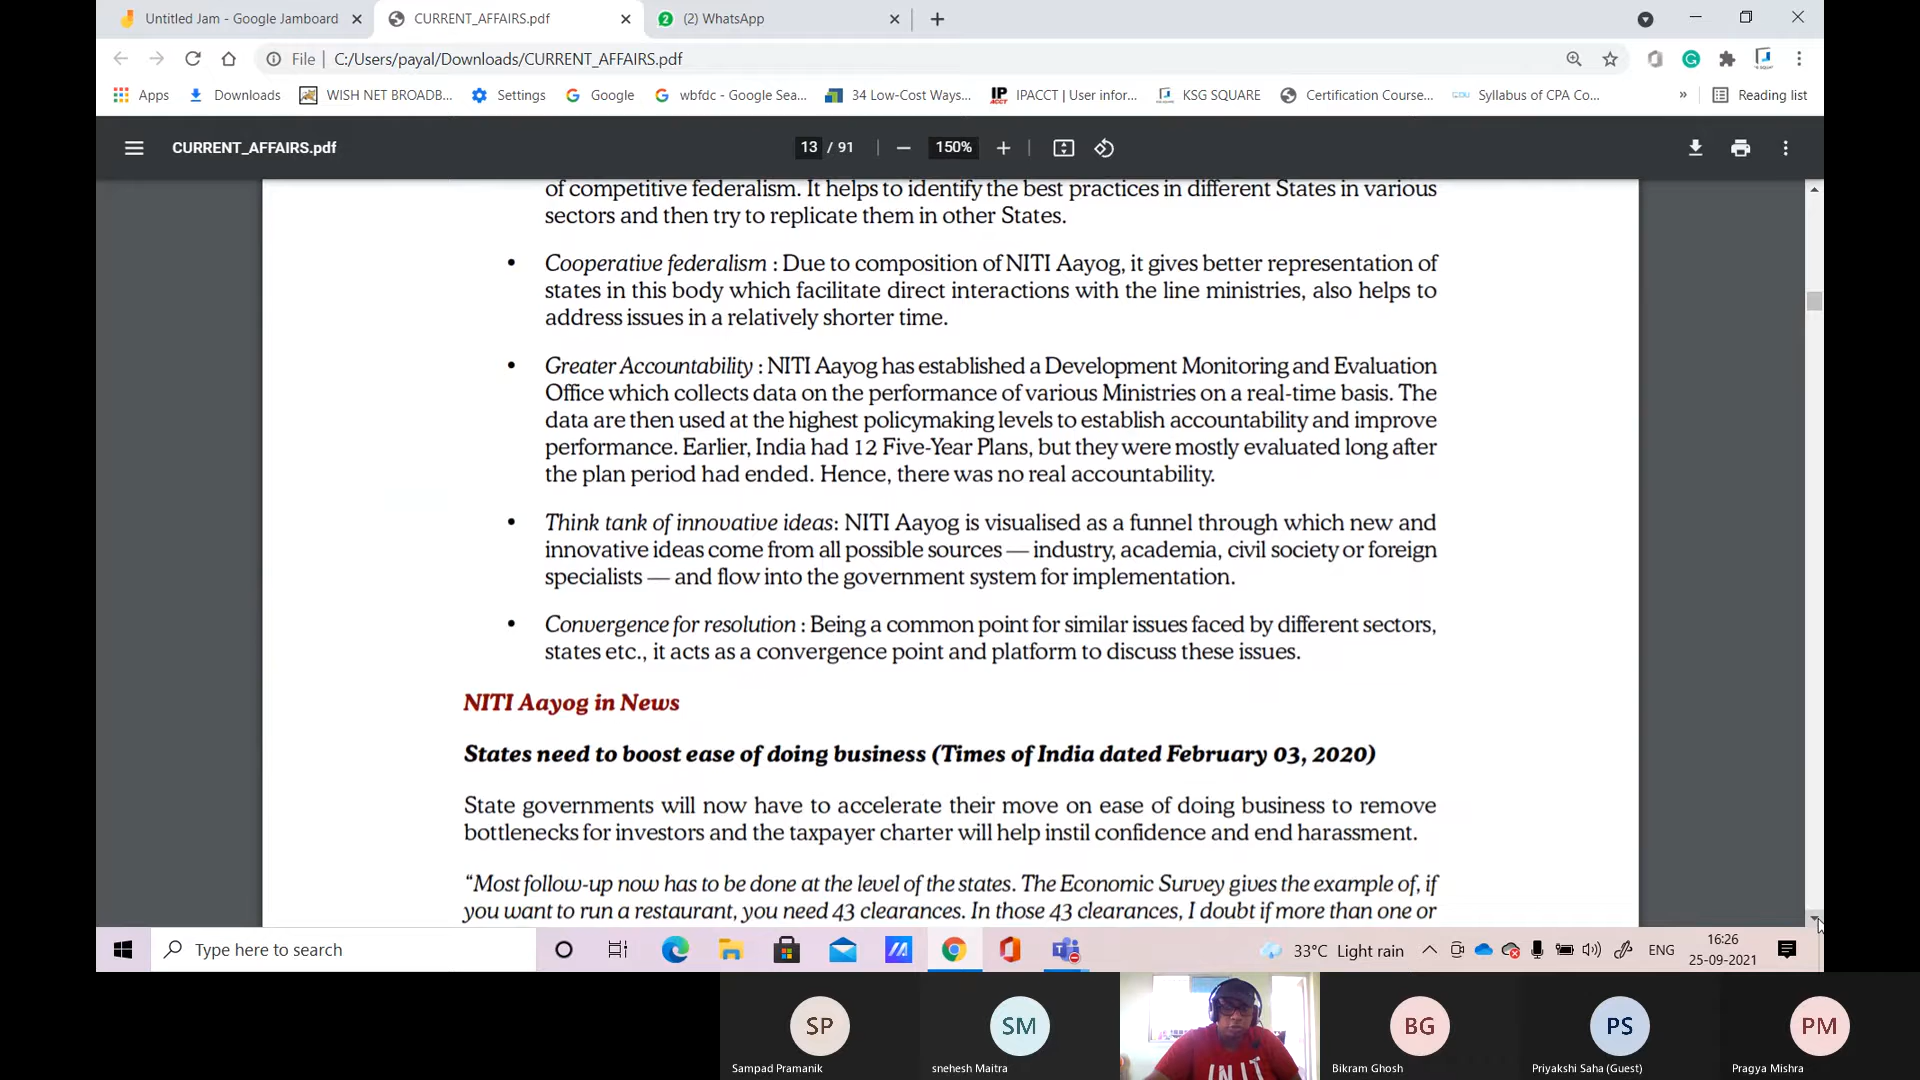 Untitled Jam - Google Jamboard
CURRENT_AFFAIRS.pdf
2
(2) WhatsApp
File | C:/Users/payal/Downloads/CURRENT_AFFAIRS.pdf
Apps
Downloads
WISH NET BROADB...
Settings
Google
wbfdc - Google Sea...
34 Low-Cost Ways...
IP
ACCT
IPACCT | User infor...
KSG SQUARE
Certification Course...
CDU
Syllabus of CPA Co...
»
Reading list
CURRENT_AFFAIRS.pdf
13 / 91
150%
of competitive federalism. It helps to identify the best practices in different States in various
sectors and then try to replicate them in other States.
• Cooperative federalism : Due to composition of NITI Aayog, it gives better representation of
states in this body which facilitate direct interactions with the line ministries, also helps to
address issues in a relatively shorter time.
• Greater Accountability : NITI Aayog has established a Development Monitoring and Evaluation
Office which collects data on the performance of various Ministries on a real-time basis. The
data are then used at the highest policymaking levels to establish accountability and improve
performance. Earlier, India had 12 Five-Year Plans, but they were mostly evaluated long after
the plan period had ended. Hence, there was no real accountability.
• Think tank of innovative ideas: NITI Aayog is visualised as a funnel through which new and
innovative ideas come from all possible sources — industry, academia, civil society or foreign
specialists — and flow into the government system for implementation.
• Convergence for resolution : Being a common point for similar issues faced by different sectors,
states etc., it acts as a convergence point and platform to discuss these issues.
NITI Aayog in News
States need to boost ease of doing business (Times of India dated February 03, 2020)
State governments will now have to accelerate their move on ease of doing business to remove
bottlenecks for investors and the taxpayer charter will help instil confidence and end harassment.
“Most follow-up now has to be done at the level of the states. The Economic Survey gives the example of, if
you want to run a restaurant, you need 43 clearances. In those 43 clearances, I doubt if more than one or
Type here to search
33°C Light rain
ENG
16:26
25-09-2021
SP
Sampad Pramanik
SM
snehesh Maitra
BG
Bikram Ghosh
PS
Priyakshi Saha (Guest)
PM
Pragya Mishra